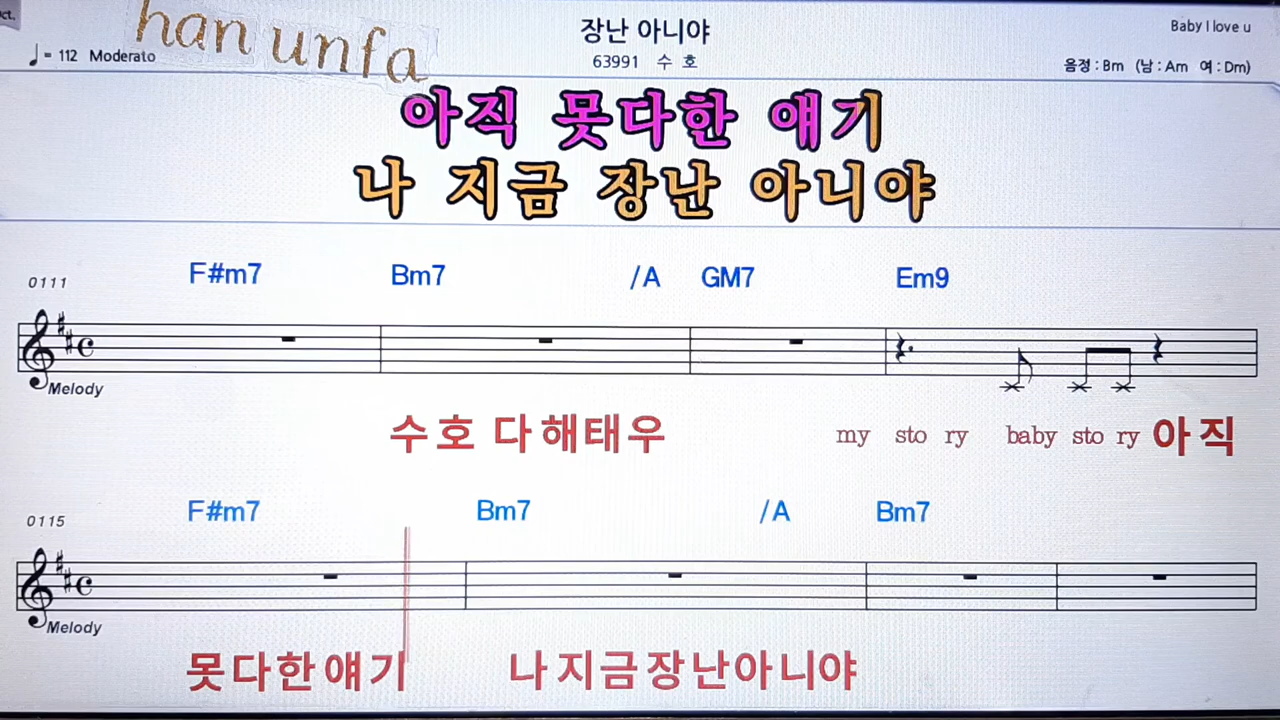 ct.
han unfa
장난 아니야
Baby I love u
♩= 112 Moderato
63991 수 호
음정 : Bm (남 : Am 여 : Dm)
아직 못다한 얘기
나 지금 장난 아니야
0111 F#m7 Bm7 /A GM7 Em9
Melody
수호 다해태우 my sto ry baby sto ry 아직
0115 F#m7 Bm7 /A Bm7
Melody
못다한얘기 나지금장난아니야